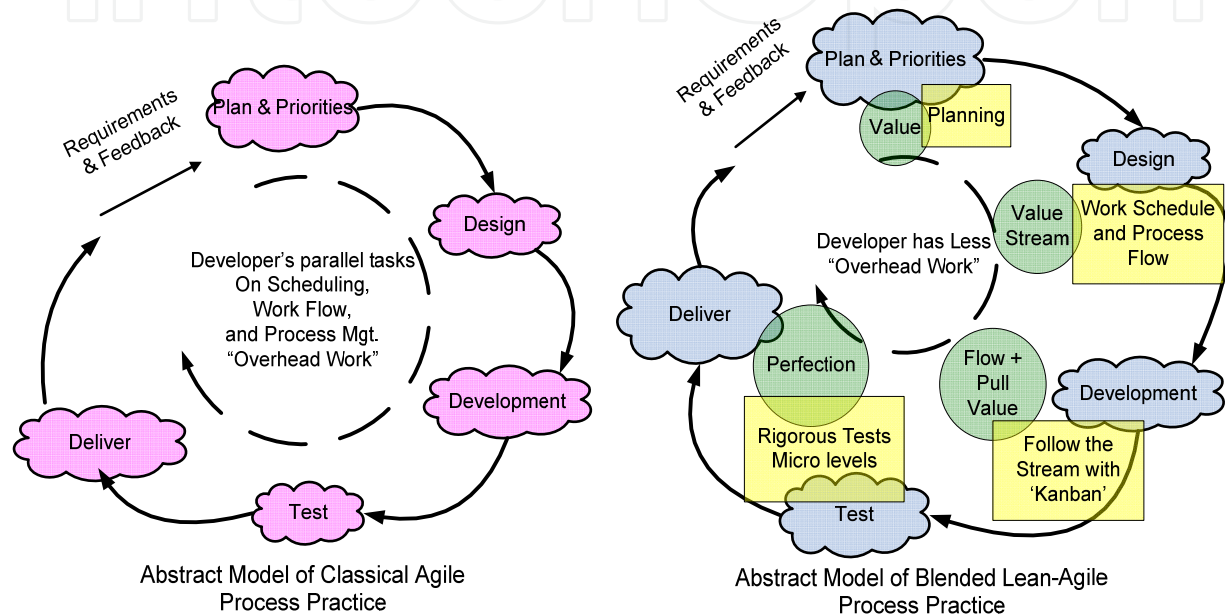 Requirements
& Feedback
Plan & Priorities
Design
Developer's parallel tasks
On Scheduling,
Work Flow,
and Process Mgt.
“Overhead Work”
Development
Deliver
Test
Abstract Model of Classical Agile
Process Practice
Requirements
& Feedback
Plan & Priorities
Value
Planning
Design
Value
Stream
Work Schedule
and Process
Flow
Developer has Less
“Overhead Work”
Deliver
Perfection
Flow +
Pull
Value
Development
Rigorous Tests
Micro levels
Follow the
Stream with
‘Kanban’
Test
Abstract Model of Blended Lean-Agile
Process Practice